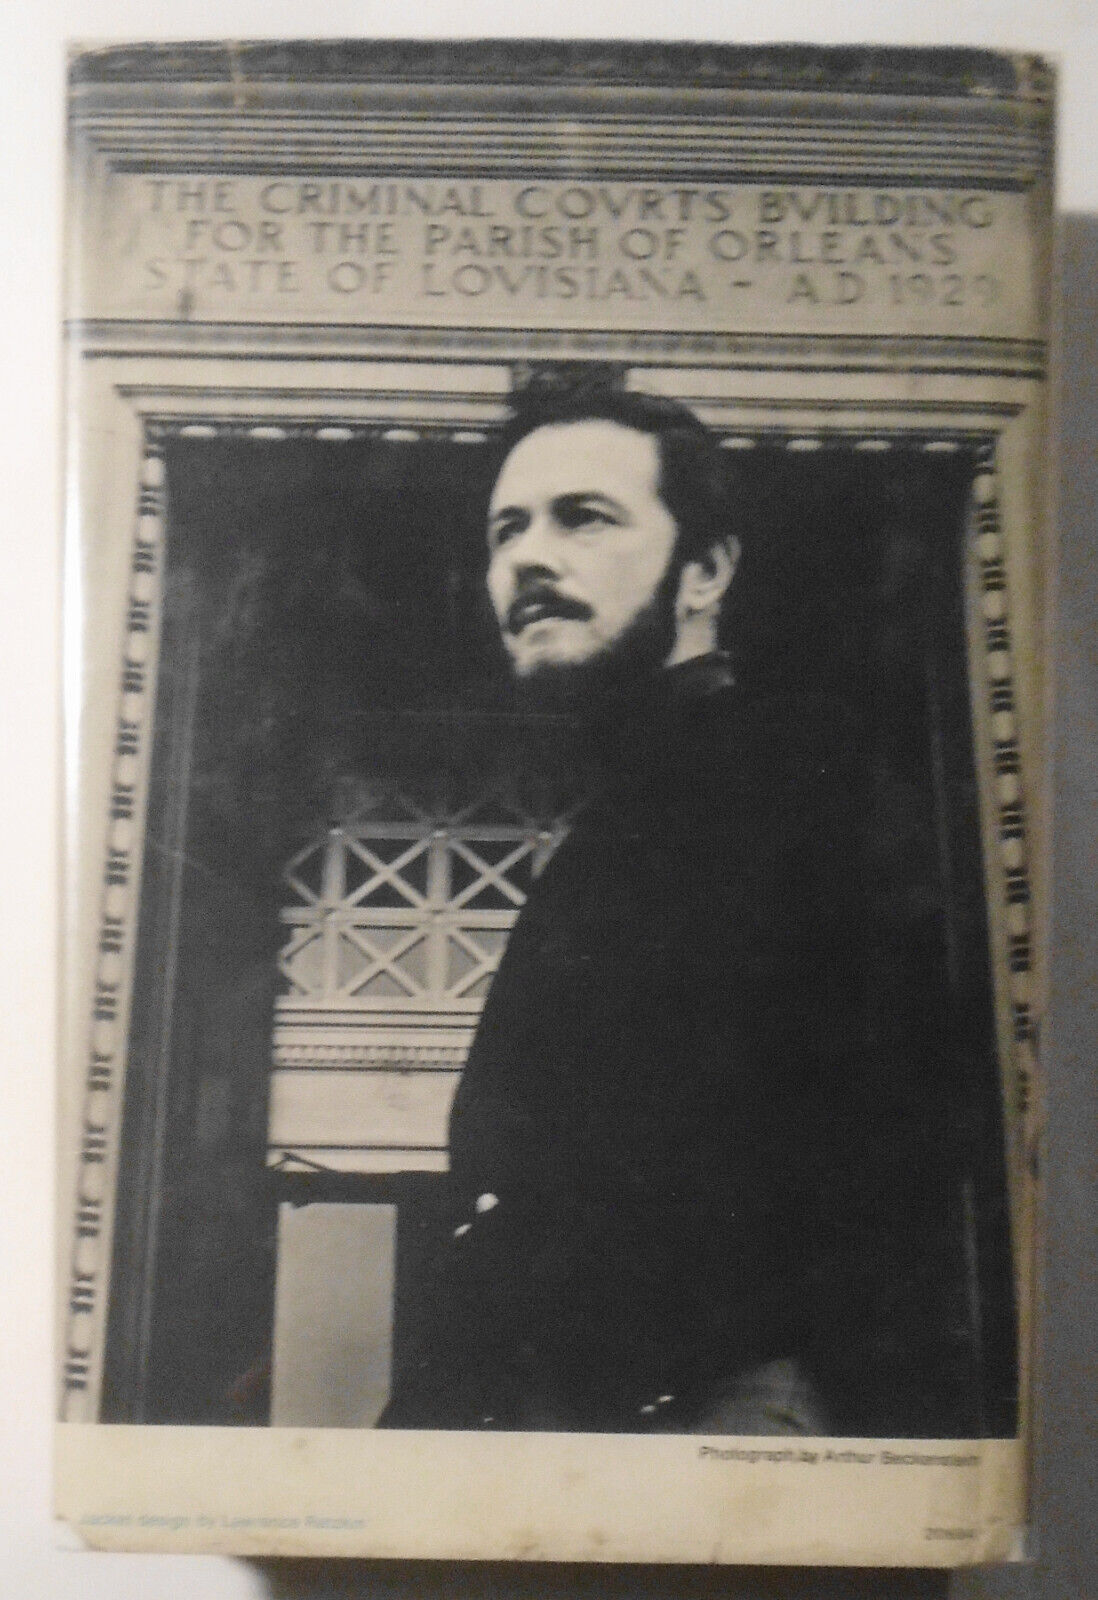 THE CRIMINAL COVRTS BVILDING
FOR THE PARISH OF ORLEANS
STATE OF LOVISIANA - A.D 1929
Photograph by Arthur Beckenstein
Jacket design by Lawrence Ratzkin